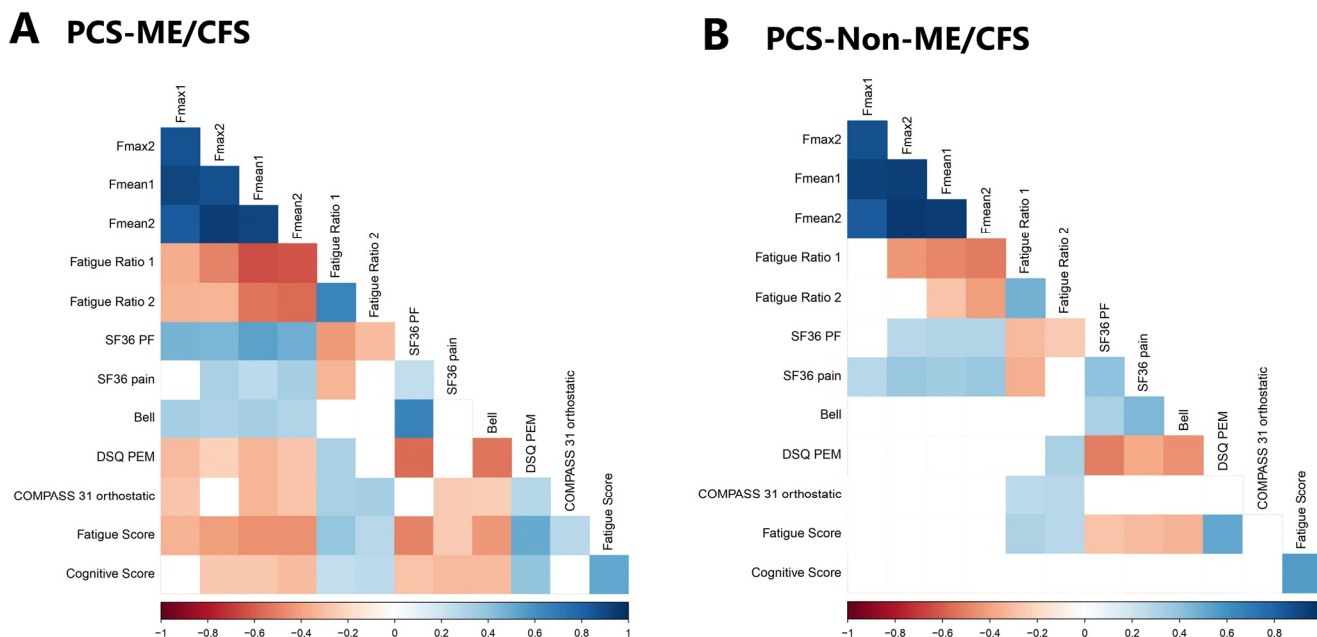 A PCS-ME/CFS
Fmax1
Fmax2
Fmean1
Fmean2
Fatigue Ratio 1
Fatigue Ratio 2
SF36 PF
SF36 pain
Bell
DSQ PEM
COMPASS 31 orthostatic
Fatigue Score
Fmax2
Fmean1
Fmean2
Fatigue Ratio 1
Fatigue Ratio 2
SF36 PF
SF36 pain
Bell
DSQ PEM
COMPASS 31 orthostatic
Fatigue Score
Cognitive Score
−1 −0.8 −0.6 −0.4 −0.2 0 0.2 0.4 0.6 0.8 1
B PCS-Non-ME/CFS
Fmax1
Fmax2
Fmean1
Fmean2
Fatigue Ratio 1
Fatigue Ratio 2
SF36 PF
SF36 pain
Bell
DSQ PEM
COMPASS 31 orthostatic
Fatigue Score
Fmax2
Fmean1
Fmean2
Fatigue Ratio 1
Fatigue Ratio 2
SF36 PF
SF36 pain
Bell
DSQ PEM
COMPASS 31 orthostatic
Fatigue Score
Cognitive Score
−1 −0.8 −0.6 −0.4 −0.2 0 0.2 0.4 0.6 0.8